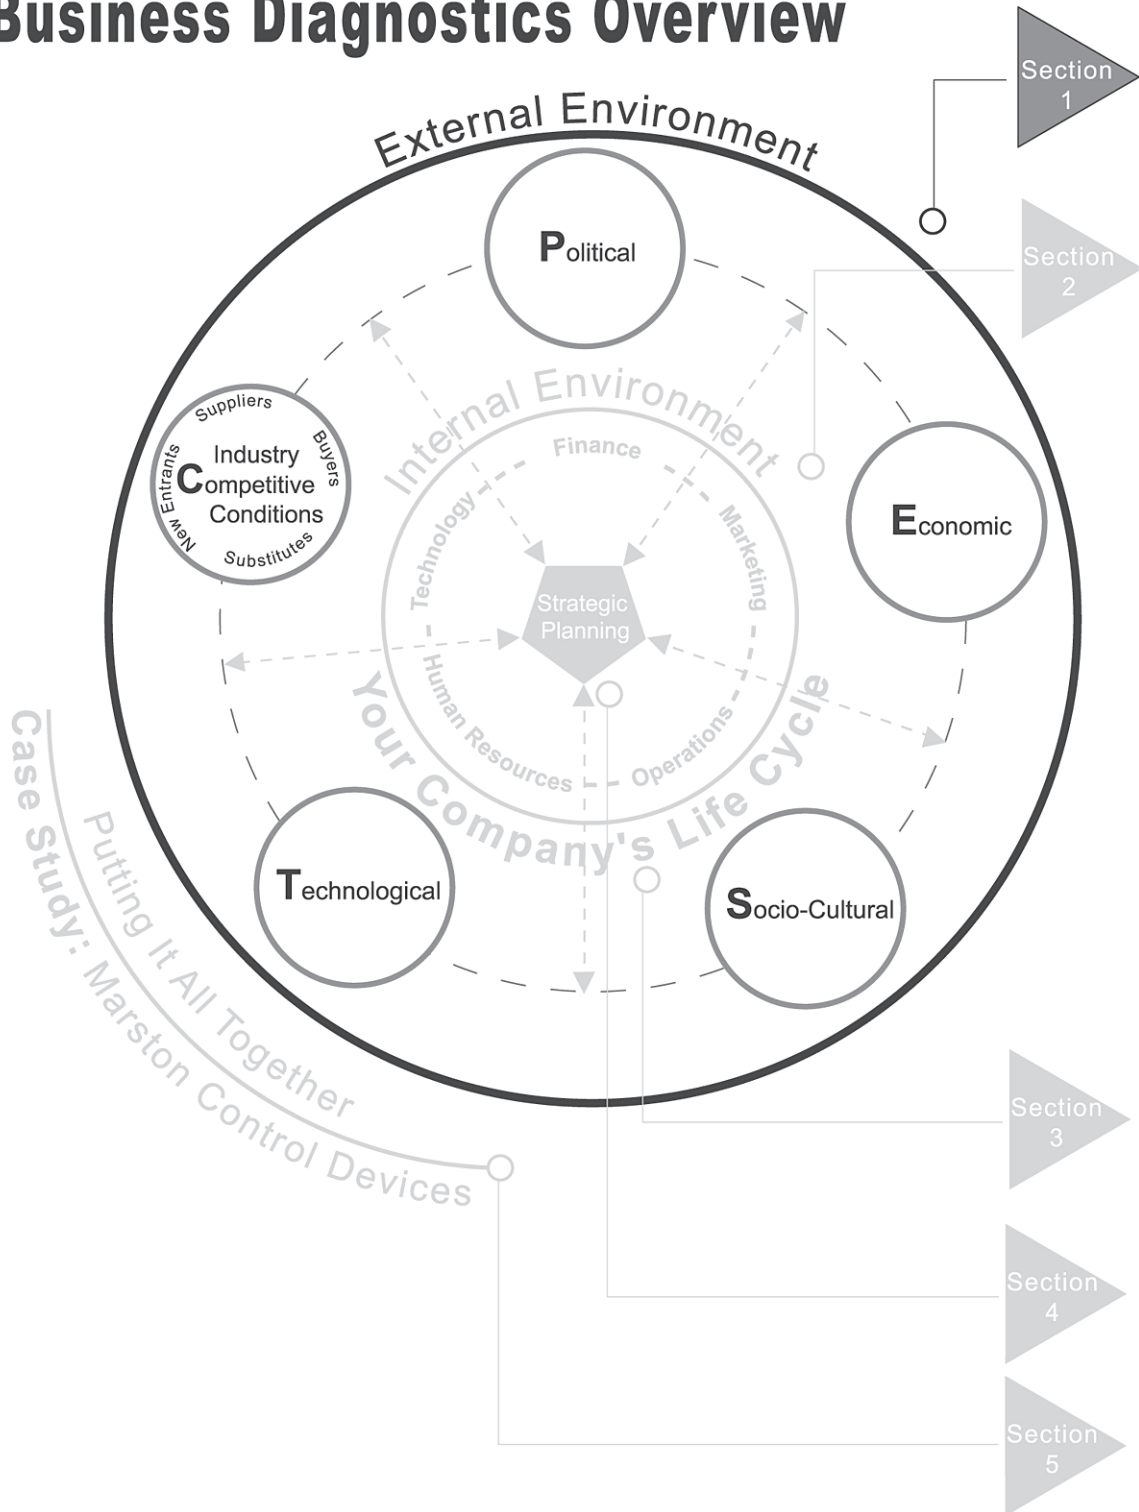 Business Diagnostics Overview
Section
1
External Environment
Political
Section
2
Internal Environment
Finance
Suppliers
Buyers
New Entrants
Industry
Competitive
Conditions
Substitutes
Technology
Marketing
Economic
Strategic
Planning
Human Resources
Operations
Your Company's Life Cycle
Technological
Socio-Cultural
Putting It All Together
Case Study: Marston Control Devices
Section
3
Section
4
Section
5